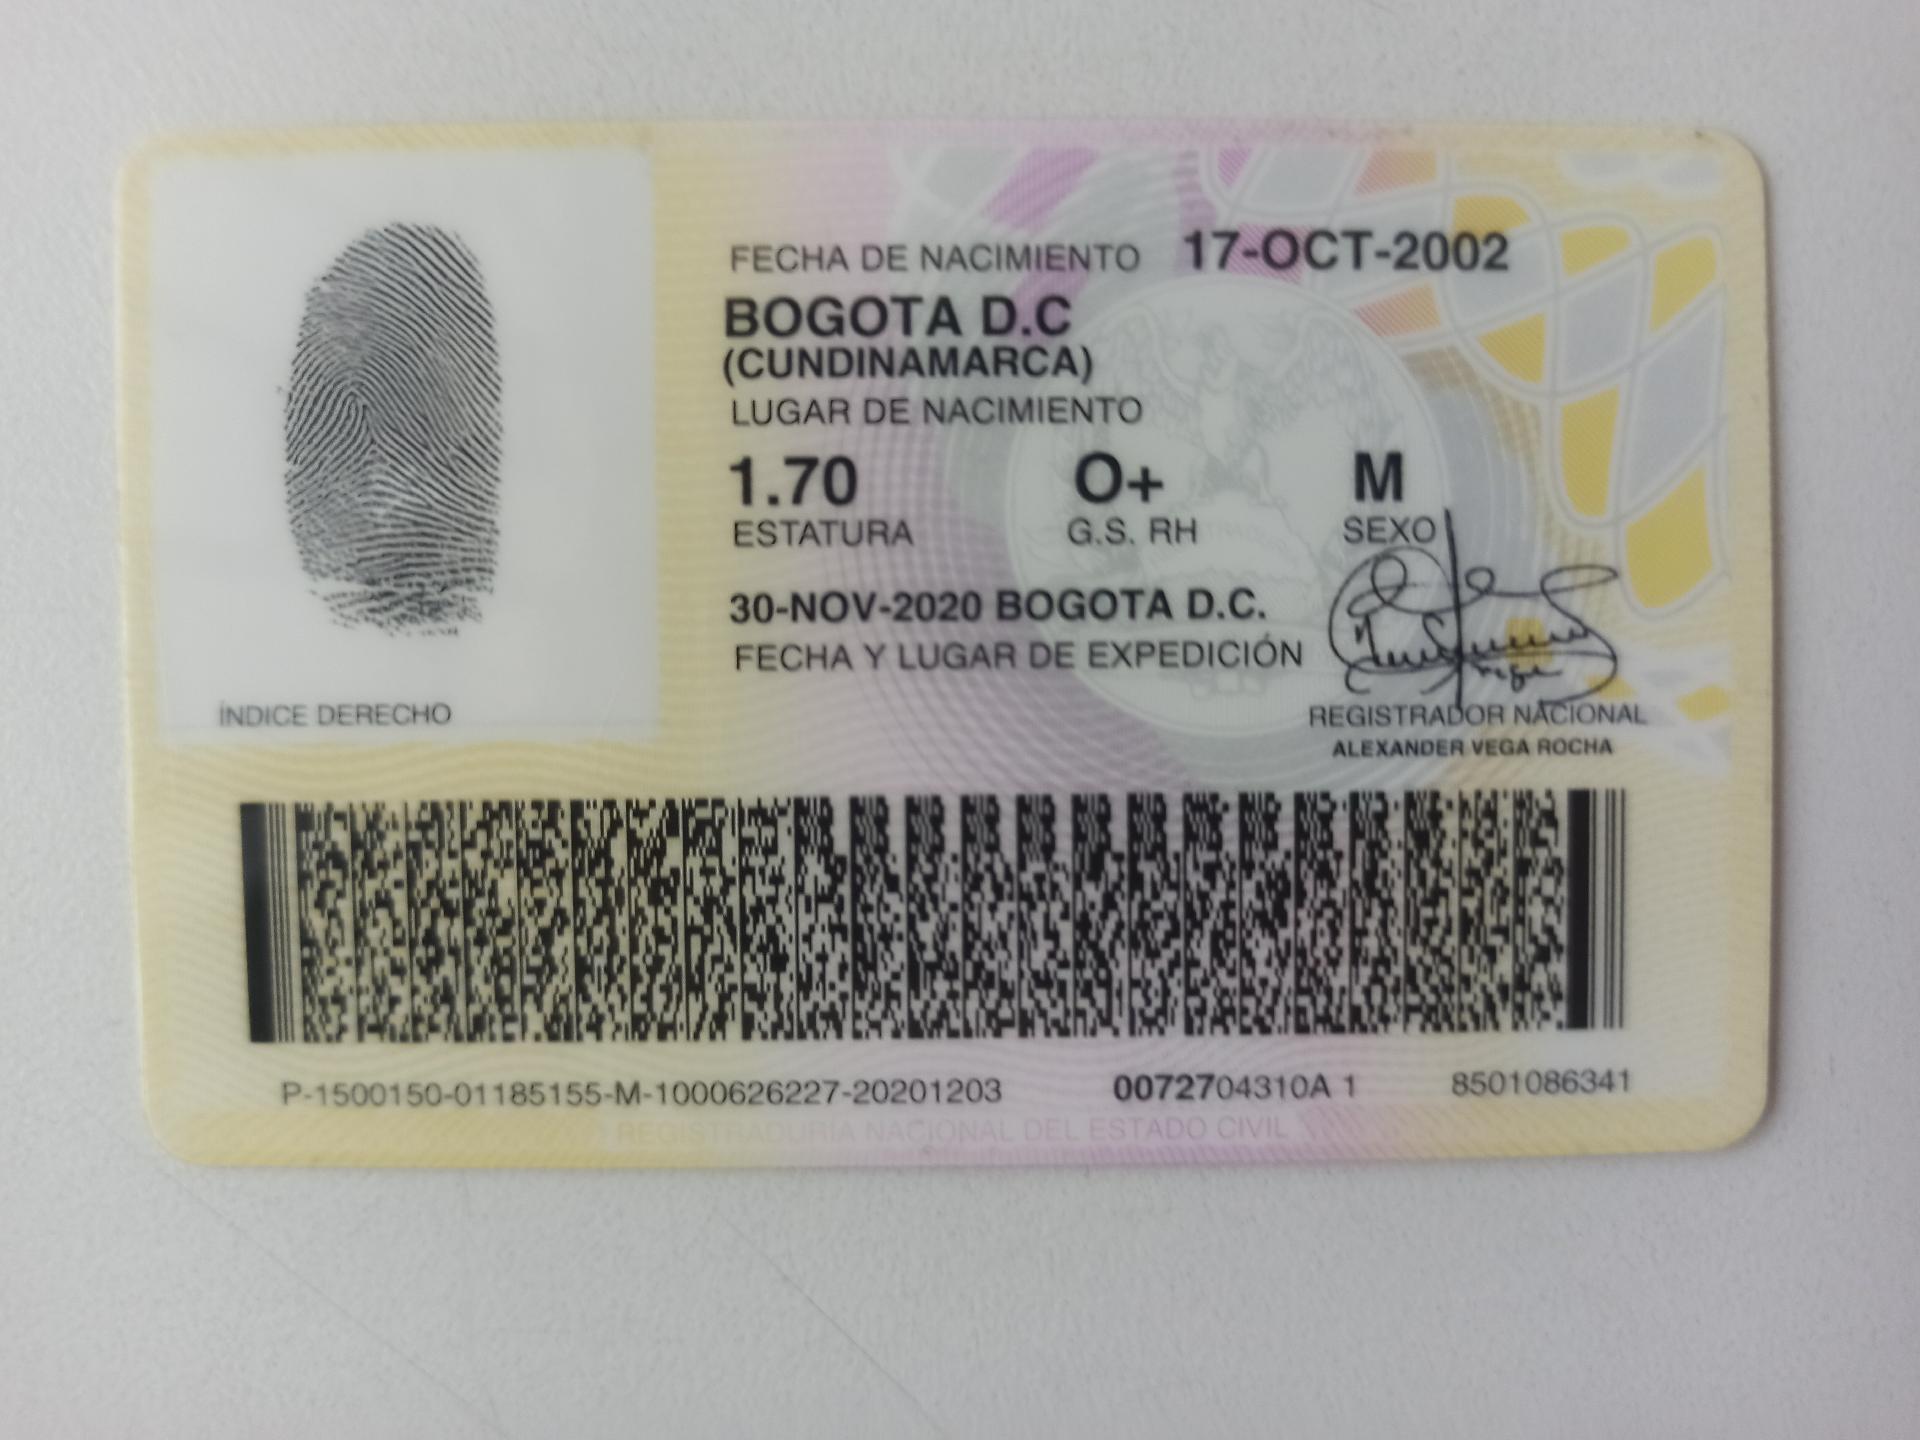 FECHA DE NACIMIENTO 17-OCT-2002
BOGOTA D.C
(CUNDINAMARCA)
LUGAR DE NACIMIENTO
1.70 O+ M
ESTATURA G.S. RH SEXO
30-NOV-2020 BOGOTA D.C.
FECHA Y LUGAR DE EXPEDICIÓN
ÍNDICE DERECHO
REGISTRADOR NACIONAL
ALEXANDER VEGA ROCHA
P-1500150-01185155-M-1000626227-20201203 0072704310A 1 8501086341
REGISTRADURÍA NACIONAL DEL ESTADO CIVIL